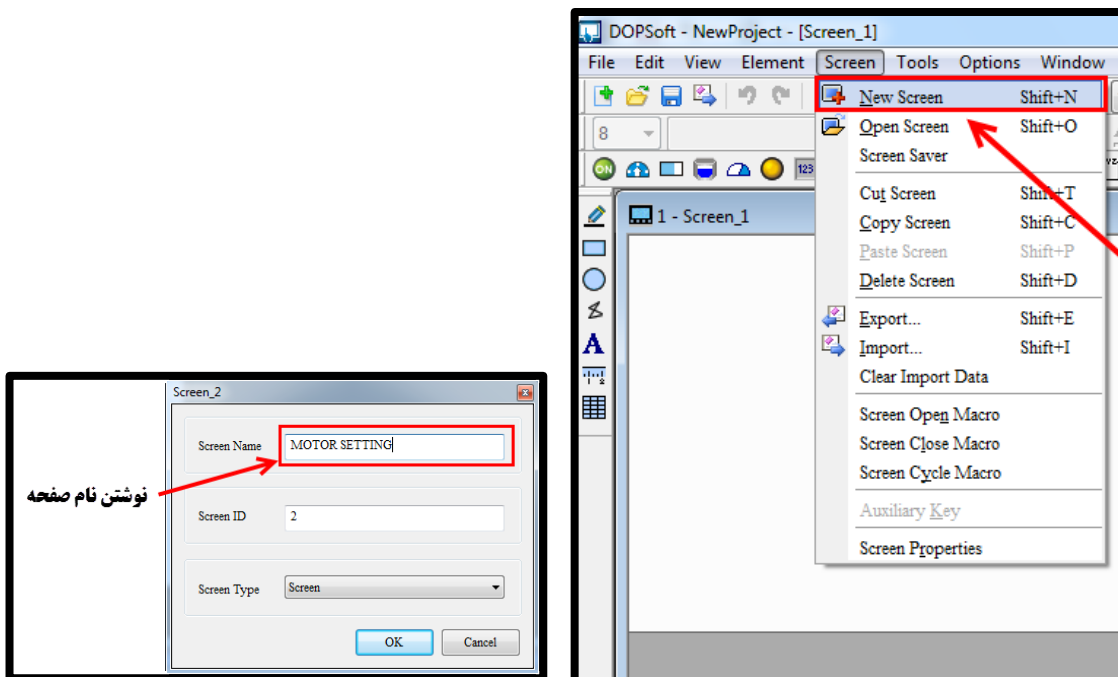 DOPSoft - NewProject - [Screen_1]
File Edit View Element Screen Tools Options Window
8
ON
123
1 - Screen_1
New Screen Shift+N
Open Screen Shift+O
Screen Saver
Cut Screen Shift+T
Copy Screen Shift+C
Paste Screen Shift+P
Delete Screen Shift+D
Export... Shift+E
Import... Shift+I
Clear Import Data
Screen Open Macro
Screen Close Macro
Screen Cycle Macro
Auxiliary Key
Screen Properties
A
Screen_2
Screen Name MOTOR SETTING
نوشتن نام صفحه
Screen ID 2
Screen Type Screen
OK Cancel